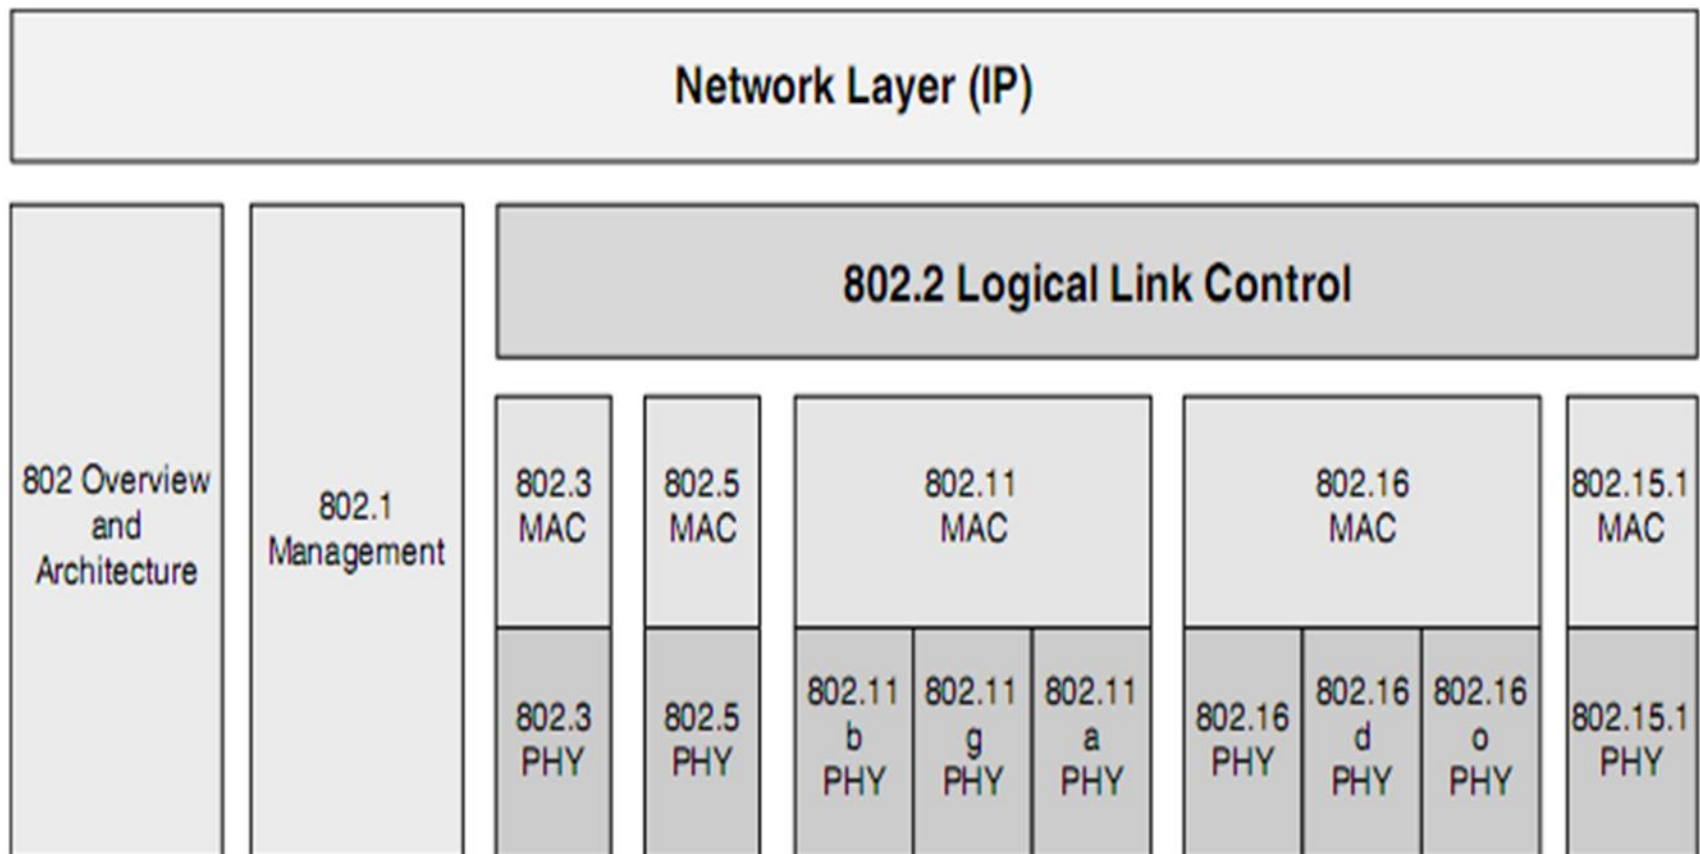 Network Layer (IP)
802.2 Logical Link Control
802 Overview
and
Architecture
802.1
Management
802.3
MAC
802.5
MAC
802.11
MAC
802.16
MAC
802.15.1
MAC
802.3
PHY
802.5
PHY
802.11
b
PHY
802.11
g
PHY
802.11
a
PHY
802.16
PHY
802.16
d
PHY
802.16
o
PHY
802.15.1
PHY